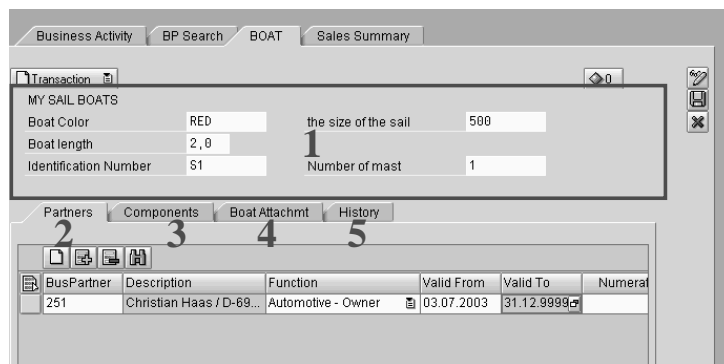 Business Activity BP Search BOAT Sales Summary
Transaction 0
MY SAIL BOATS
Boat Color RED the size of the sail 500
Boat length 2,0
1
Identification Number S1 Number of mast 1
Partners Components Boat Attachmt History
2 3 4 5
BusPartner Description Function Valid From Valid To Numerat
251 Christian Haas / D-69... Automotive - Owner 03.07.2003 31.12.9999